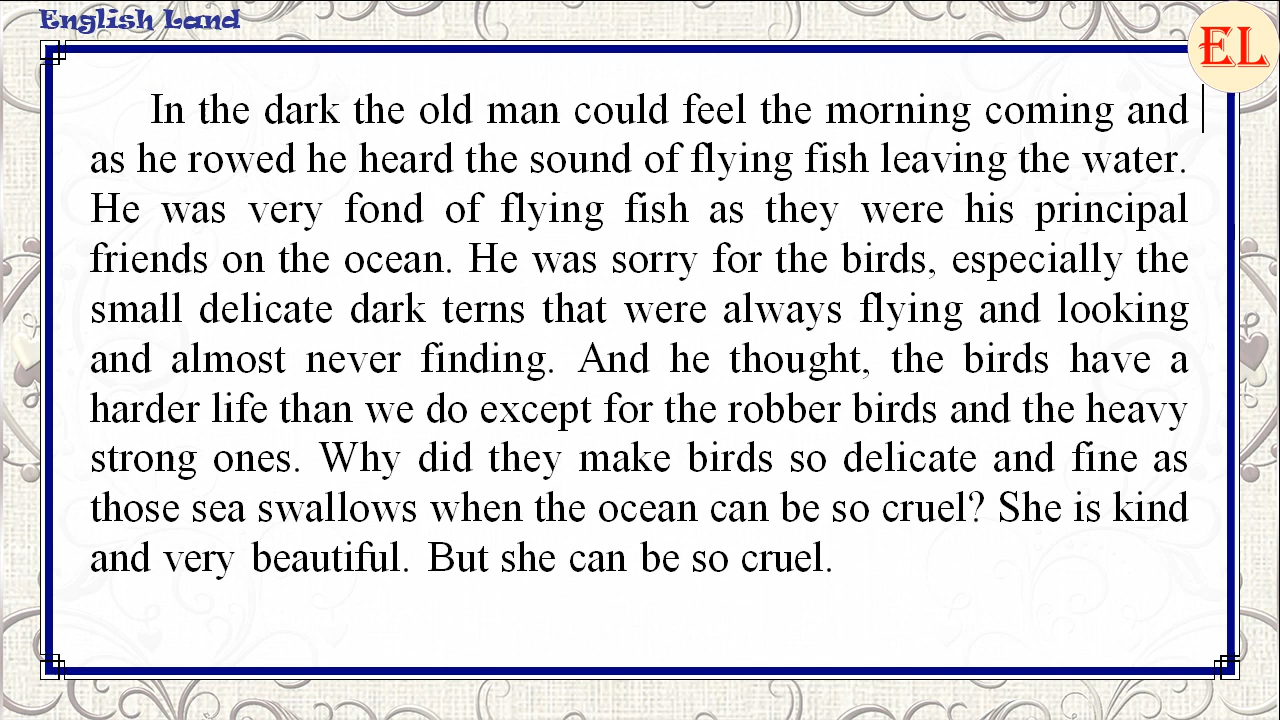 English Land
EL
In the dark the old man could feel the morning coming and
as he rowed he heard the sound of flying fish leaving the water.
He was very fond of flying fish as they were his principal
friends on the ocean. He was sorry for the birds, especially the
small delicate dark terns that were always flying and looking
and almost never finding. And he thought, the birds have a
harder life than we do except for the robber birds and the heavy
strong ones. Why did they make birds so delicate and fine as
those sea swallows when the ocean can be so cruel? She is kind
and very beautiful. But she can be so cruel.